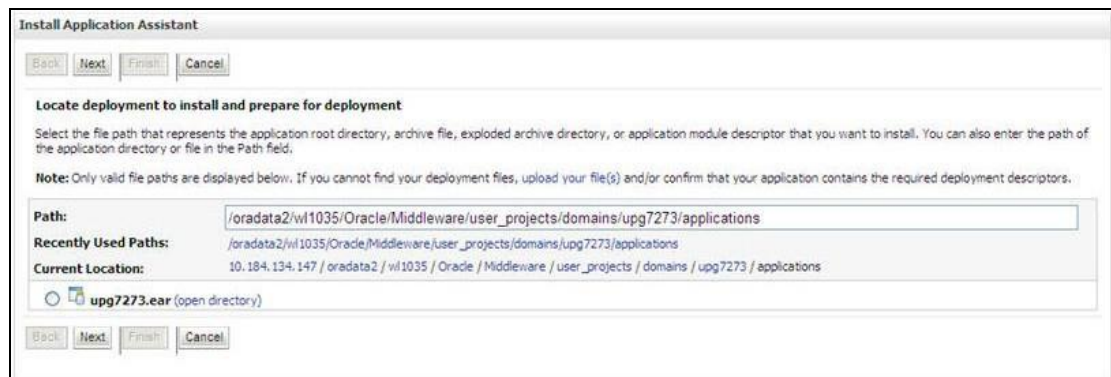 Install Application Assistant
Back Next Finish Cancel
Locate deployment to install and prepare for deployment
Select the file path that represents the application root directory, archive file, exploded archive directory, or application module descriptor that you want to install. You can also enter the path of
the application directory or file in the Path field.
Note: Only valid file paths are displayed below. If you cannot find your deployment files, upload your file(s) and/or confirm that your application contains the required deployment descriptors.
Path: /oradata2/wl1035/Oracle/Middleware/user_projects/domains/upg7273/applications
Recently Used Paths: /oradata2/wl1035/Oracle/Middleware/user_projects/domains/upg7273/applications
Current Location: 10.184.134.147 / oradata2 / wl1035 / Oracle / Middleware / user_projects / domains / upg7273 / applications
upg7273.ear (open directory)
Back Next Finish Cancel